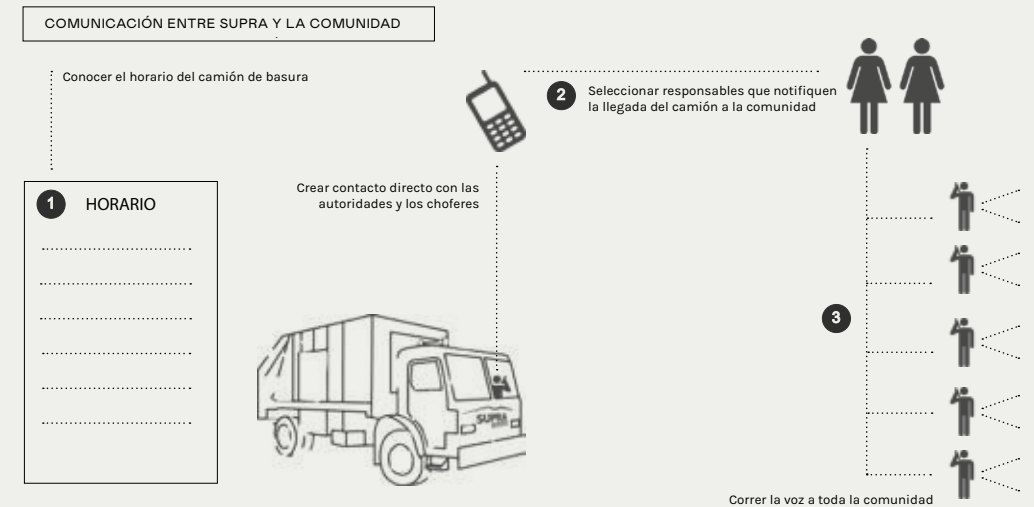 COMUNICACIÓN ENTRE SUPRA Y LA COMUNIDAD
Conocer el horario del camión de basura
1 HORARIO
Crear contacto directo con las
autoridades y los choferes
SUPRA
2 Seleccionar responsables que notifiquen
la llegada del camión a la comunidad
3
Correr la voz a toda la comunidad